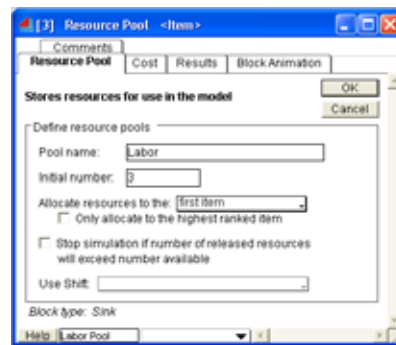 [3] Resource Pool <Item>
Comments
Resource Pool Cost Results Block Animation
Stores resources for use in the model
OK
Cancel
Define resource pools
Pool name: Labor
Initial number: 3
Allocate resources to the: first item
Only allocate to the highest ranked item
Stop simulation if number of released resources
will exceed number available
Use Shift:
Block type: Sink
Help Labor Pool